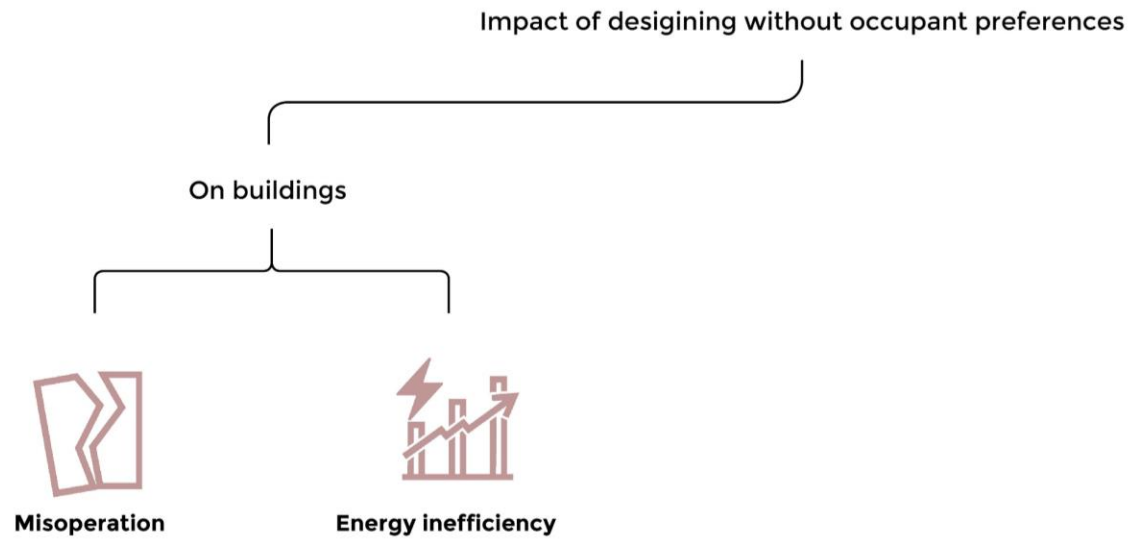 Impact of desigining without occupant preferences
On buildings
Misoperation
Energy inefficiency